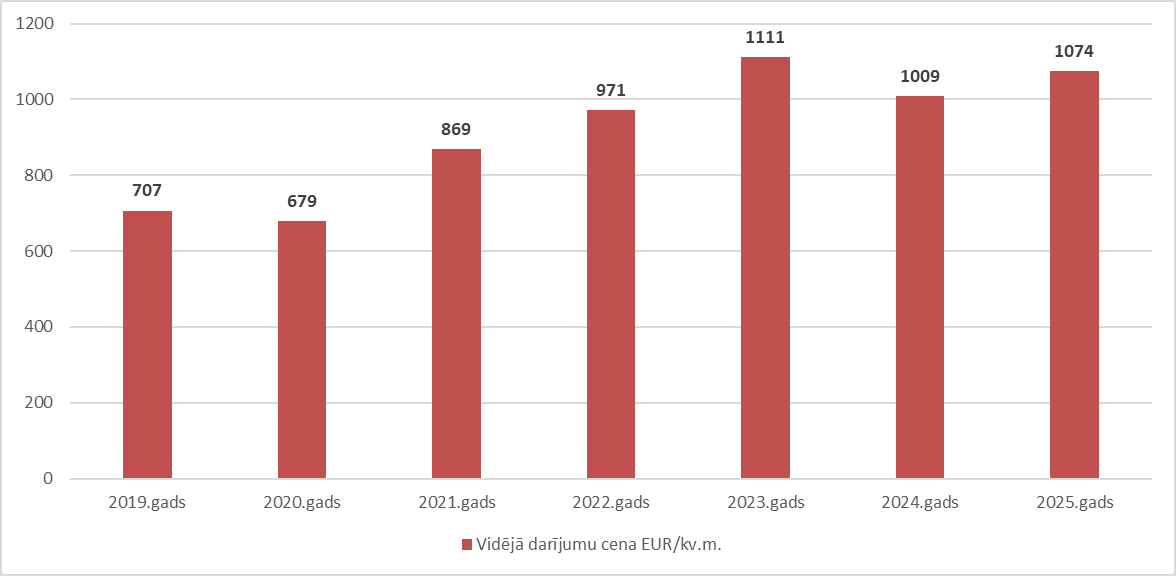 1200
1000
800
600
400
200
0
707
679
869
971
1111
1009
1074
2019.gads
2020.gads
2021.gads
2022.gads
2023.gads
2024.gads
2025.gads
Vidējā darījumu cena EUR/kv.m.